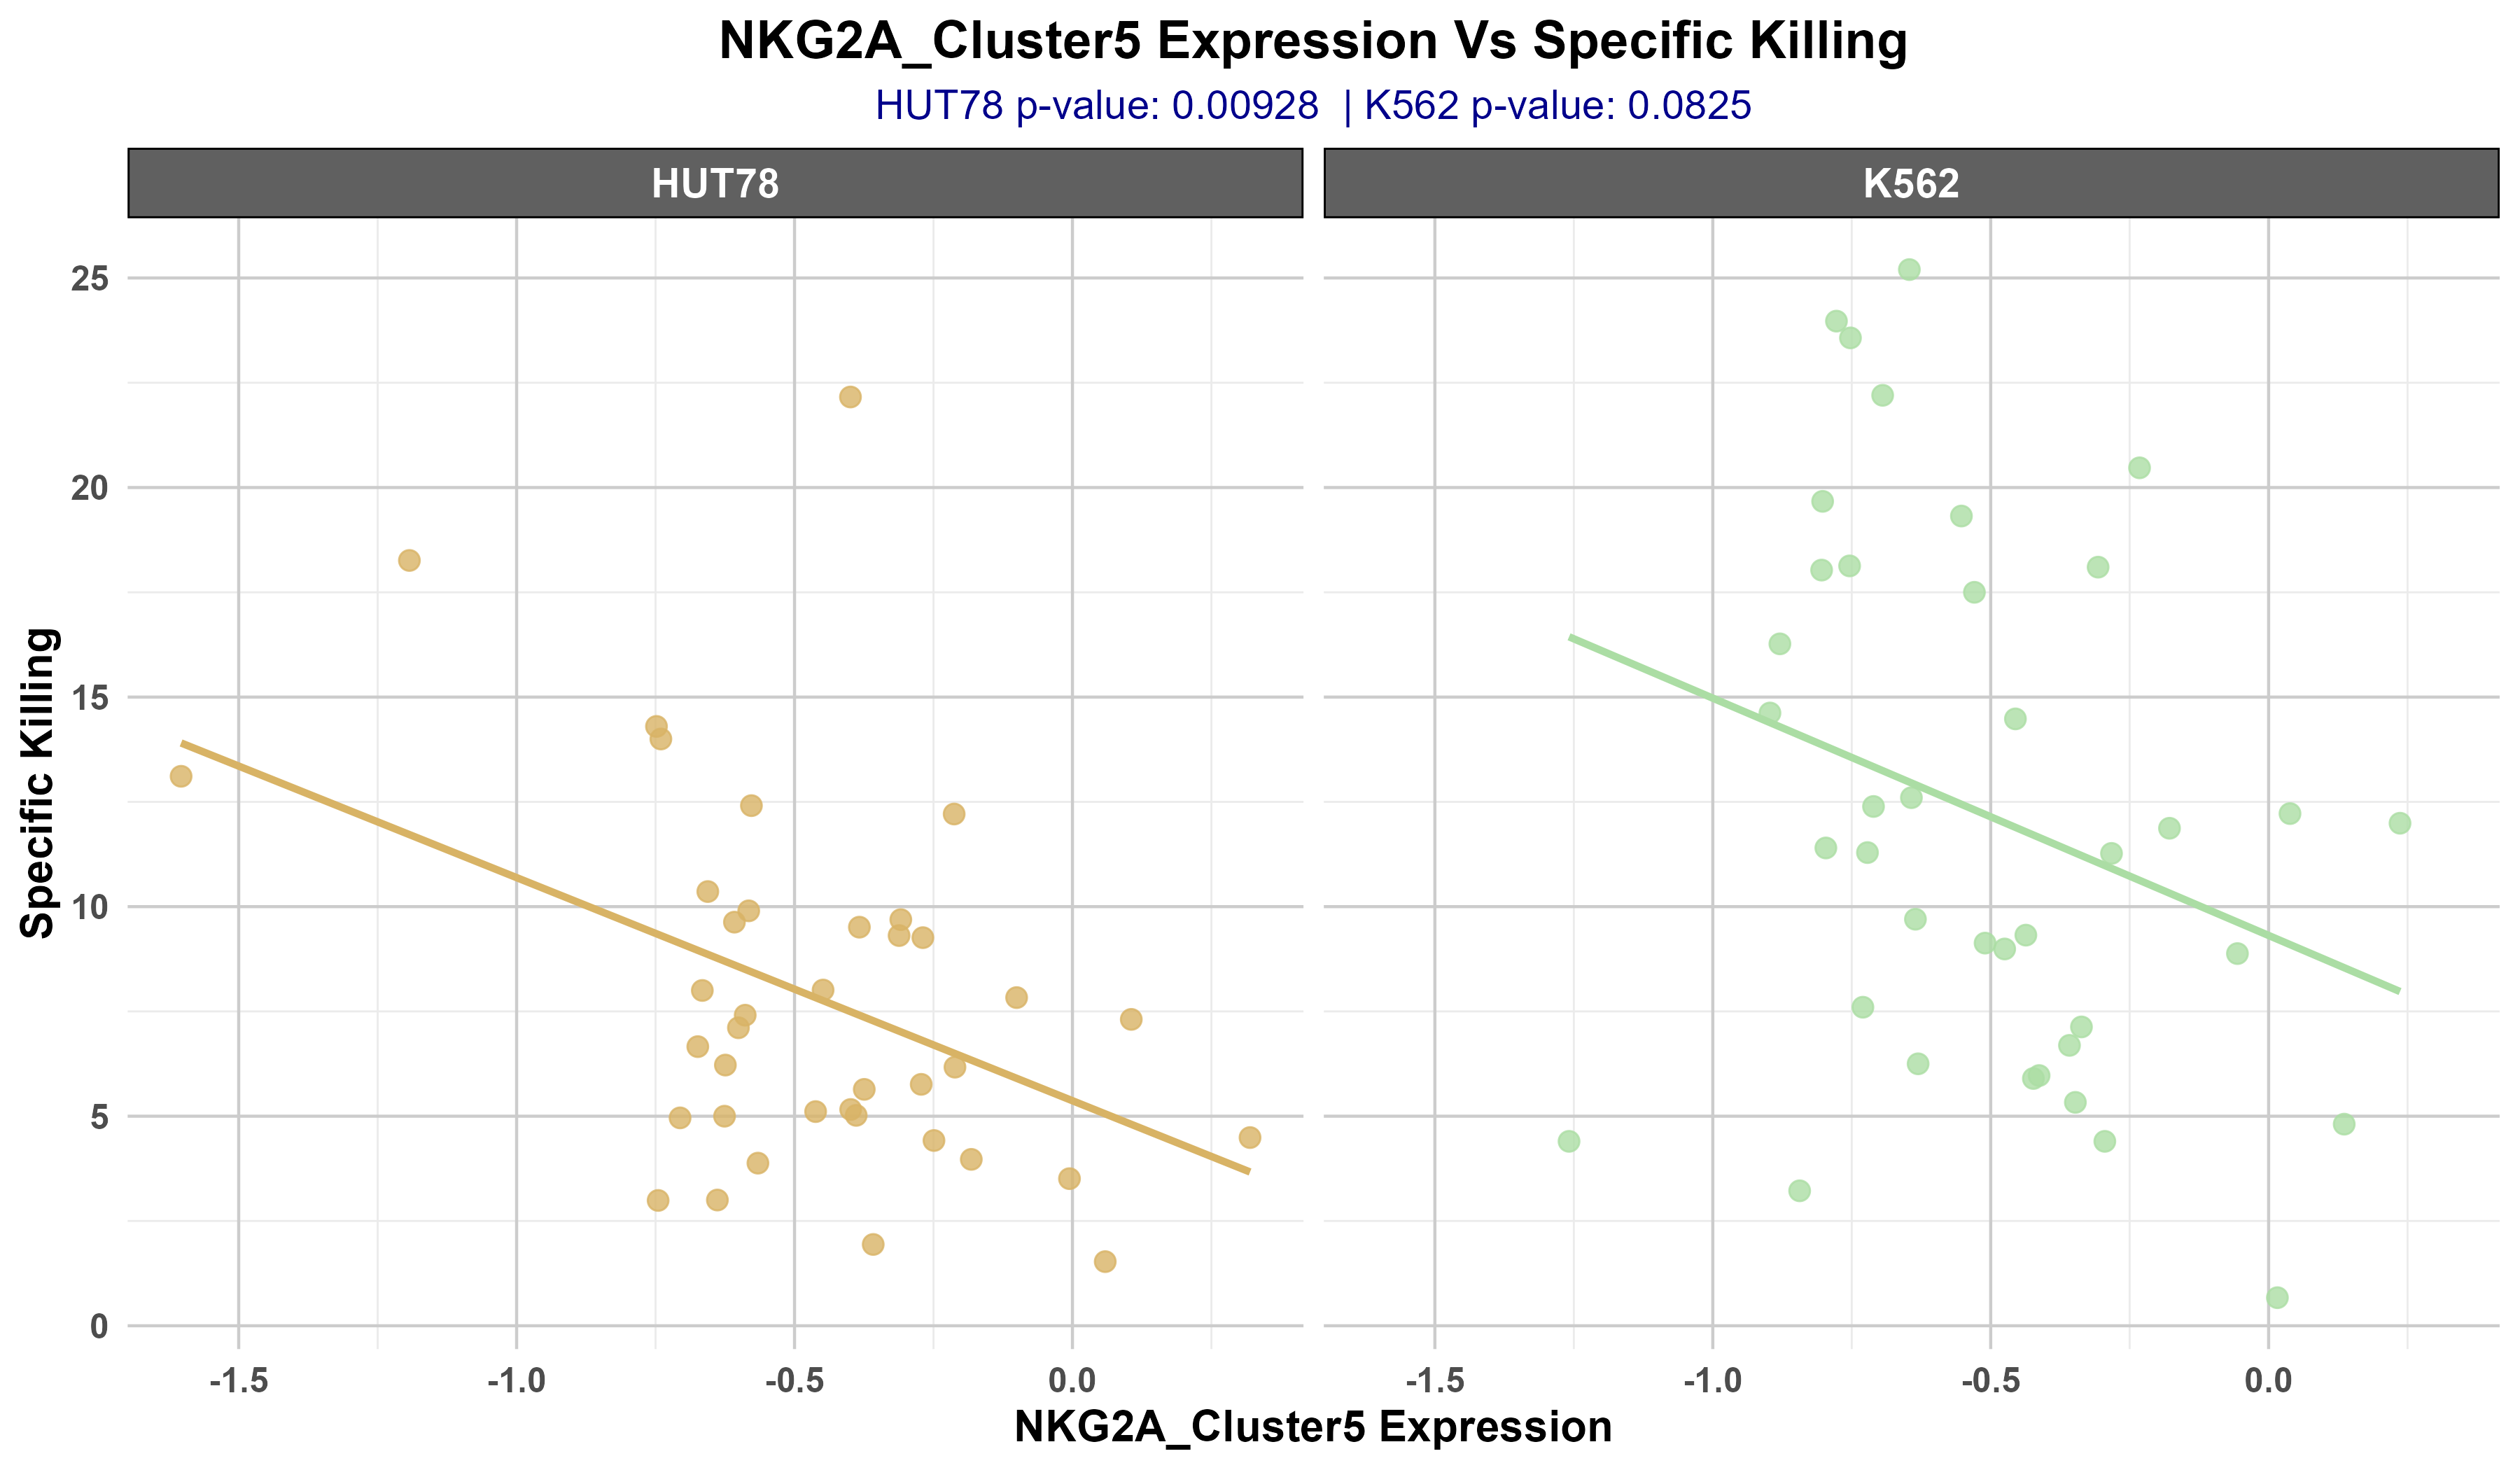 NKG2A_Cluster5 Expression Vs Specific Killing
HUT78 p-value: 0.00928 | K562 p-value: 0.0825
HUT78
K562
25
20
15
10
5
0
Specific Killing
-1.5 -1.0 -0.5 0.0
-1.5 -1.0 -0.5 0.0
NKG2A_Cluster5 Expression